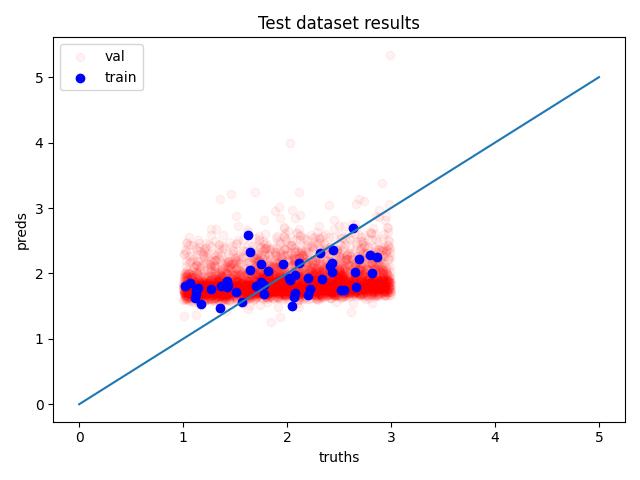 Test dataset results
val
train
preds
5
4
3
2
1
0
0 1 2 3 4 5
truths